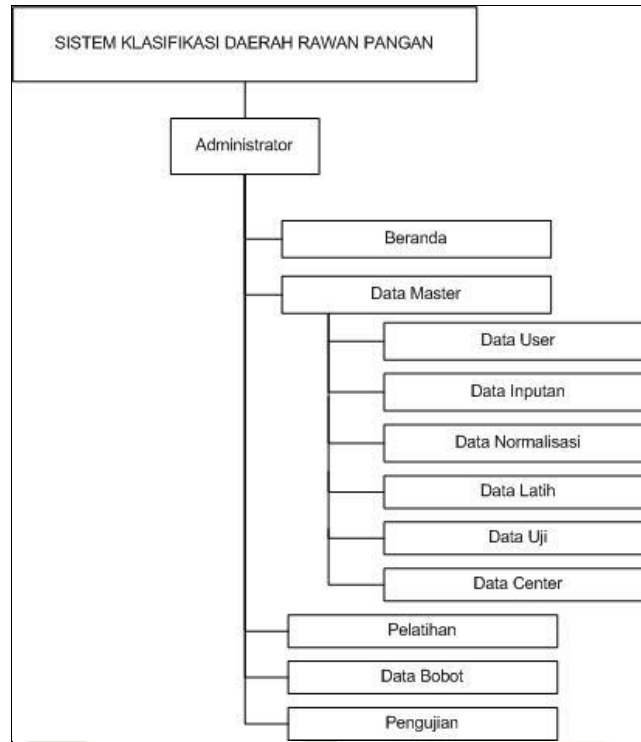 SISTEM KLASIFIKASI DAERAH RAWAN PANGAN
Administrator
Beranda
Data Master
Data User
Data Inputan
Data Normalisasi
Data Latih
Data Uji
Data Center
Pelatihan
Data Bobot
Pengujian